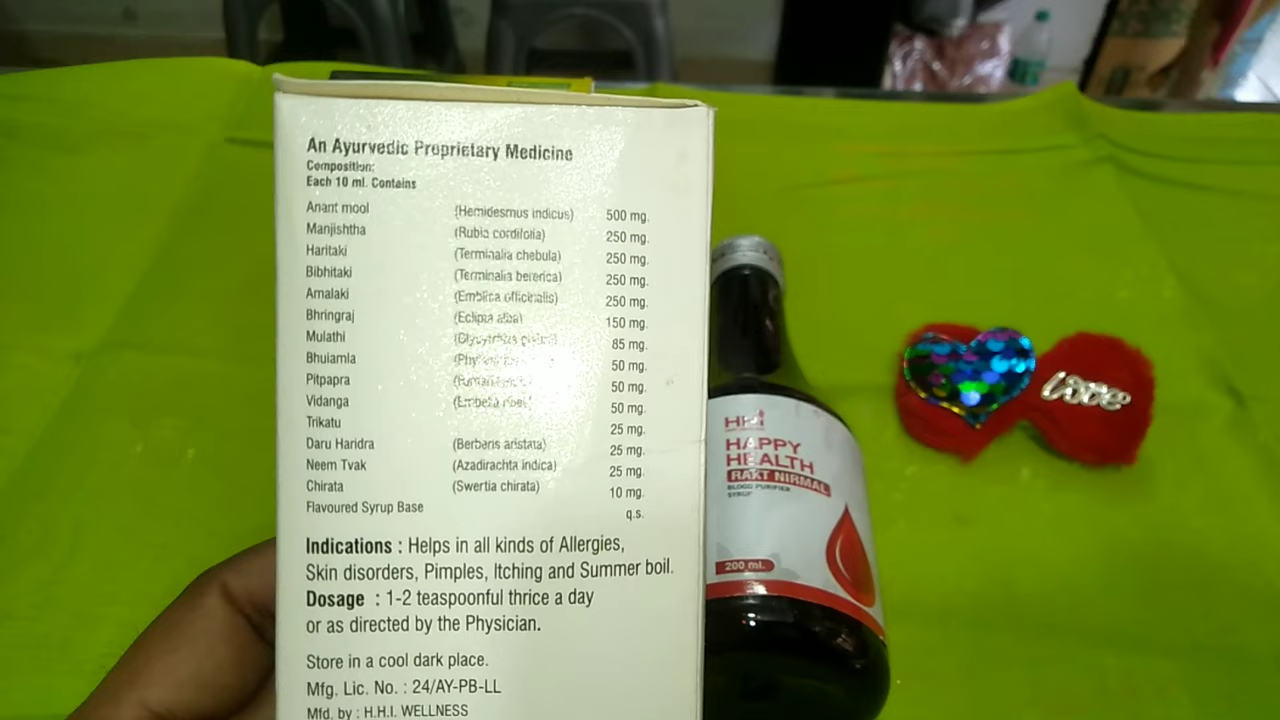 An Ayurvedic Proprietary Medicine
Composition:
Each 10 ml. Contains
Anant mool (Hemidesmus indicus) 500 mg.
Manjishtha (Rubia cordifolia) 250 mg.
Haritaki (Terminalia chebula) 250 mg.
Bibhitaki (Terminalia bererica) 250 mg.
Amalaki (Emblica officinalis) 250 mg.
Bhringraj (Eclipta alba) 150 mg.
Mulathi 85 mg.
Bhuiamla 50 mg.
Pitpapra 50 mg.
Vidanga 50 mg.
Trikatu 25 mg.
Daru Haridra (Berberis aristata) 25 mg.
Neem Tvak (Azadirachta indica) 25 mg.
Chirata (Swertia chirata) 10 mg.
Flavoured Syrup Base q.s.
Indications : Helps in all kinds of Allergies,
Skin disorders, Pimples, Itching and Summer boil.
Dosage : 1-2 teaspoonful thrice a day
or as directed by the Physician.
Store in a cool dark place.
Mfg. Lic. No. : 24/AY-PB-LL
Mfd. by : H.H.I. WELLNESS
HHI
HAPPY
HEALTH
RAKT NIRMAL
BLOOD PURIFIER
SYRUP
200 ml.
love